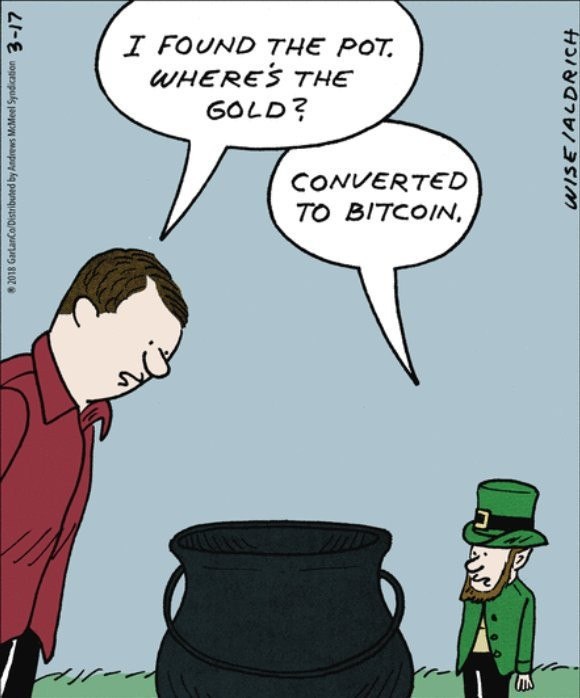 I FOUND THE POT.
WHERE'S THE
GOLD?
CONVERTED
TO BITCOIN.
3-17
© 2018 GarLanCo/Distributed by Andrews McMeel Syndication
WISE/ALDRICH